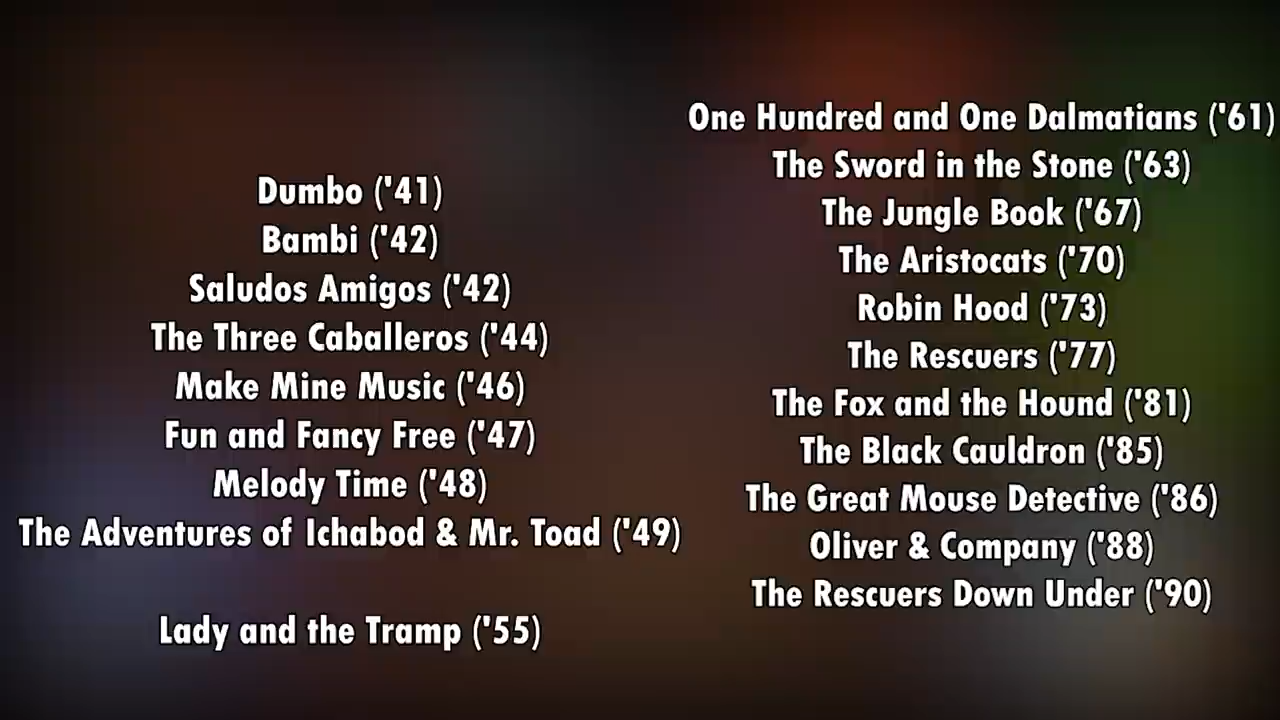 Dumbo ('41)
Bambi ('42)
Saludos Amigos ('42)
The Three Caballeros ('44)
Make Mine Music ('46)
Fun and Fancy Free ('47)
Melody Time ('48)
The Adventures of Ichabod & Mr. Toad ('49)
Lady and the Tramp ('55)
One Hundred and One Dalmatians ('61)
The Sword in the Stone ('63)
The Jungle Book ('67)
The Aristocats ('70)
Robin Hood ('73)
The Rescuers ('77)
The Fox and the Hound ('81)
The Black Cauldron ('85)
The Great Mouse Detective ('86)
Oliver & Company ('88)
The Rescuers Down Under ('90)